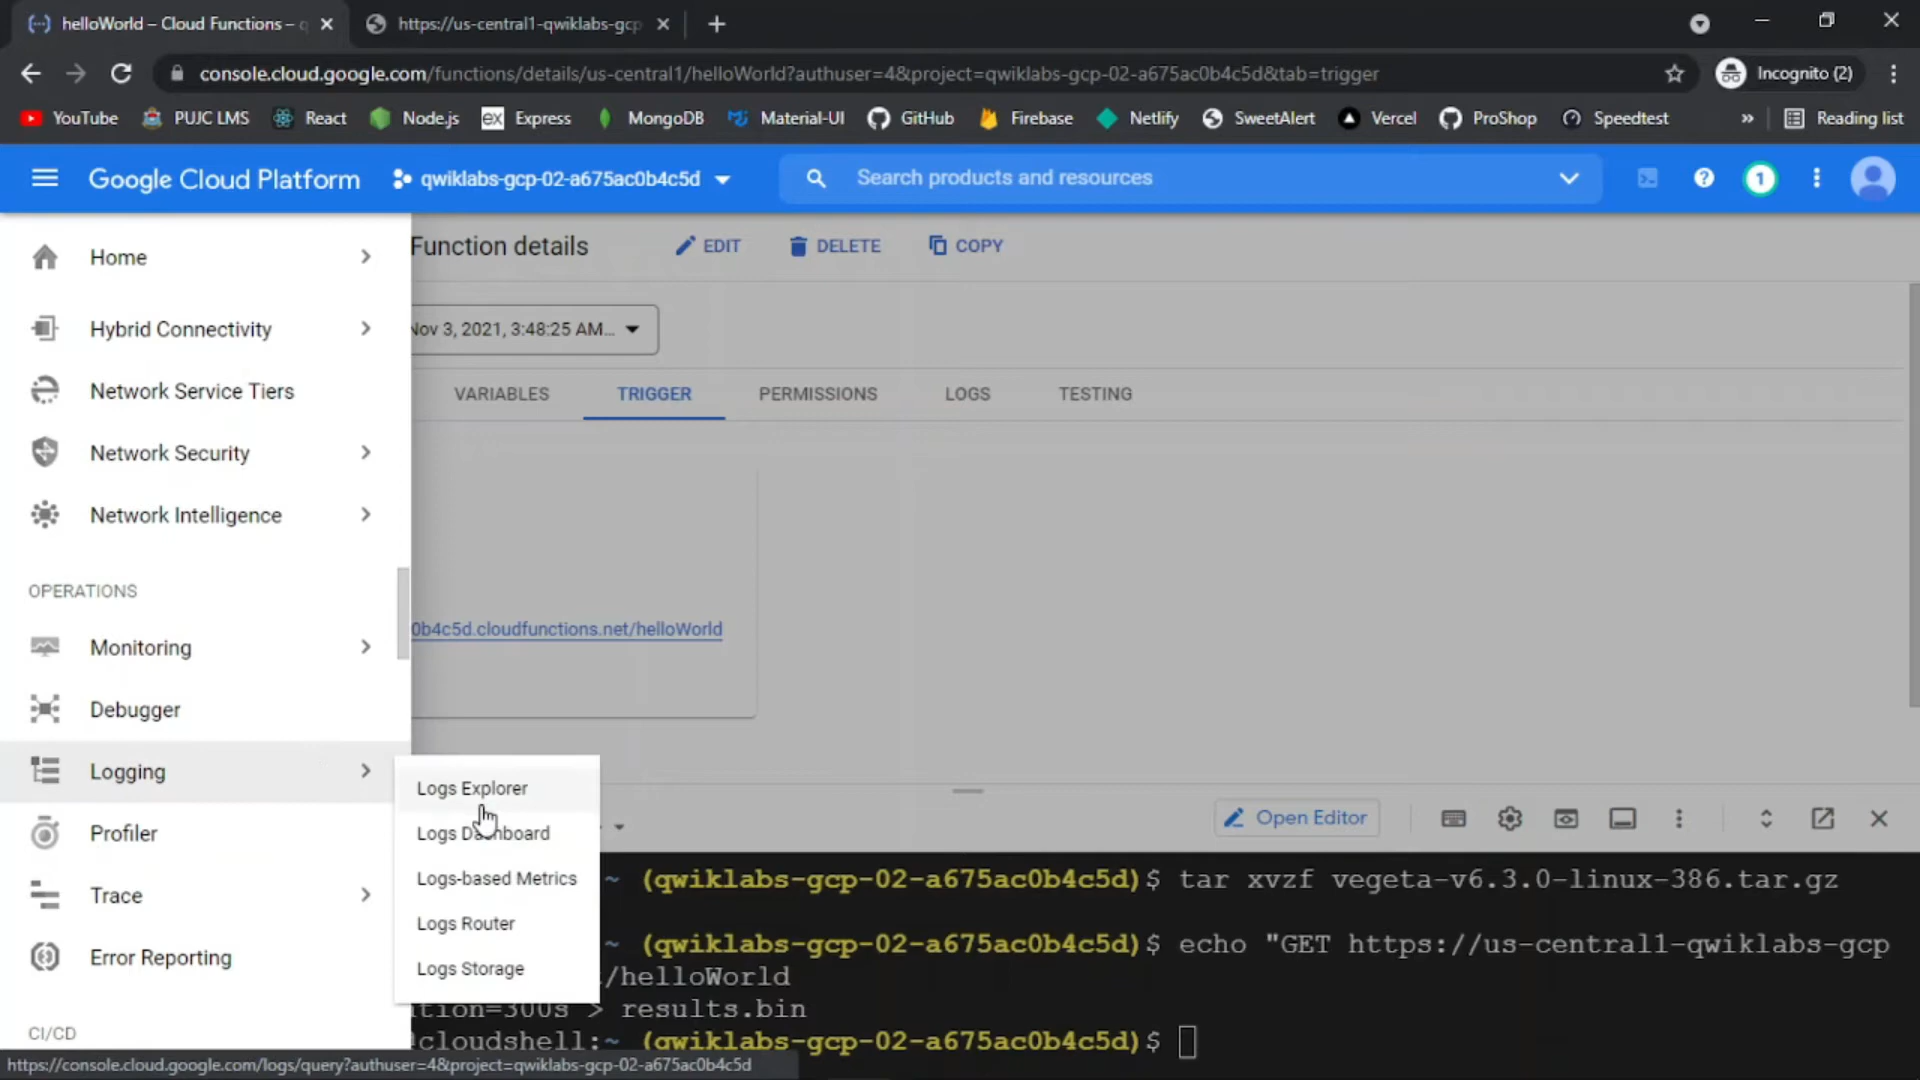 helloWorld – Cloud Functions –
https://us-central1-qwiklabs-gcp
console.cloud.google.com/functions/details/us-central1/helloWorld?authuser=4&project=qwiklabs-gcp-02-a675ac0b4c5d&tab=trigger
Incognito (2)
YouTube
PUJC LMS
React
Node.js
ex Express
MongoDB
Material-UI
GitHub
Firebase
Netlify
SweetAlert
Vercel
ProShop
Speedtest
»
Reading list
Google Cloud Platform
qwiklabs-gcp-02-a675ac0b4c5d
Search products and resources
1
Home
Hybrid Connectivity
Network Service Tiers
Network Security
Network Intelligence
OPERATIONS
Monitoring
Debugger
Logging
Profiler
Trace
Error Reporting
CI/CD
Function details
EDIT
DELETE
COPY
Nov 3, 2021, 3:48:25 AM...
VARIABLES
TRIGGER
PERMISSIONS
LOGS
TESTING
0b4c5d.cloudfunctions.net/helloWorld
Logs Explorer
Logs Dashboard
Logs-based Metrics
Logs Router
Logs Storage
Open Editor
~ (qwiklabs-gcp-02-a675ac0b4c5d)$ tar xvzf vegeta-v6.3.0-linux-386.tar.gz
~ (qwiklabs-gcp-02-a675ac0b4c5d)$ echo "GET https://us-central1-qwiklabs-gcp
/helloWorld
tion=300s > results.bin
cloudshell:~ (qwiklabs-gcp-02-a675ac0b4c5d)$
https://console.cloud.google.com/logs/query?authuser=4&project=qwiklabs-gcp-02-a675ac0b4c5d